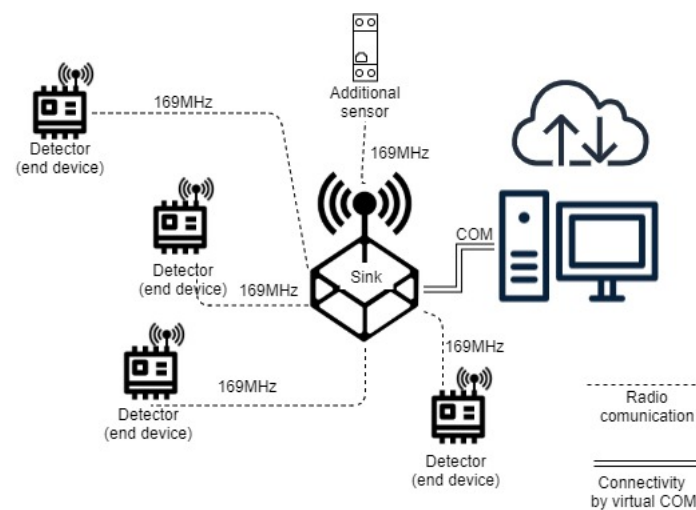 Additional
sensor
169MHz
Detector
(end device)
169MHz
COM
Detector
(end device)
Sink
169MHz
169MHz
Detector
(end device)
169MHz
Detector
(end device)
Radio
comunication
Connectivity
by virtual COM